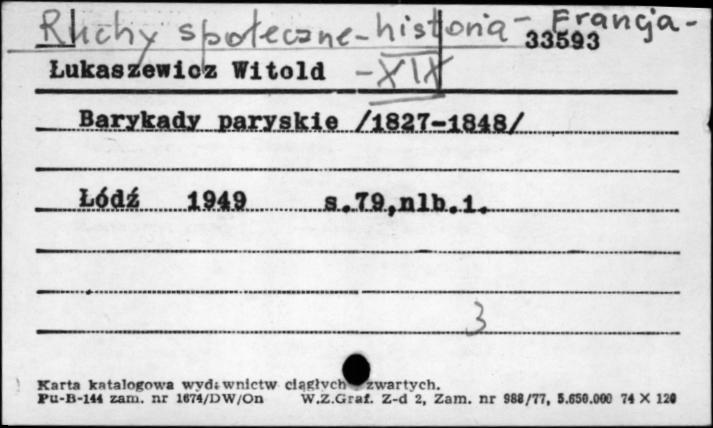 Ruchy społeczne - historia - Francja -
33593
Łukaszewicz Witold - XIX
Barykady paryskie /1827-1848/
Łódź 1949 s.79,nlb.1.
3
Karta katalogowa wydawnictw ciągłych zwartych.
Pu-B-144 zam. nr 1674/DW/On W.Z.Graf. Z-d 2, Zam. nr 988/77, 5.650.000 74 X 120